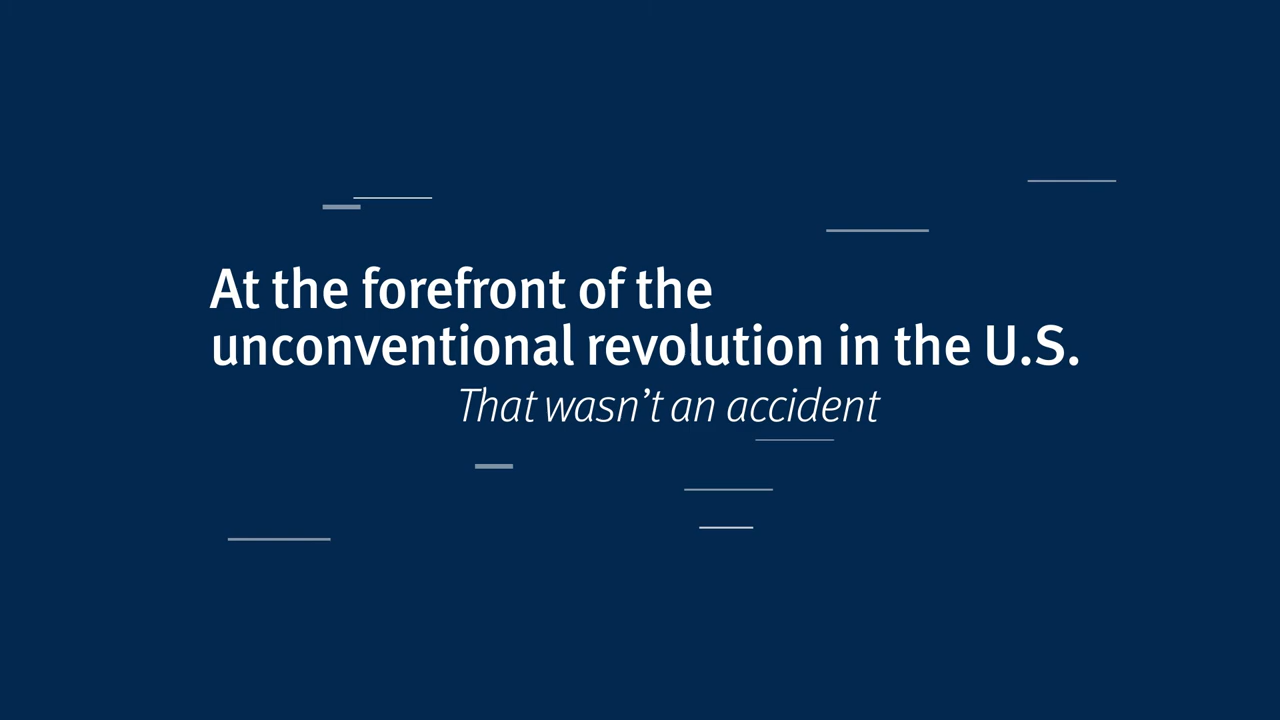 At the forefront of the
unconventional revolution in the U.S.
That wasn’t an accident